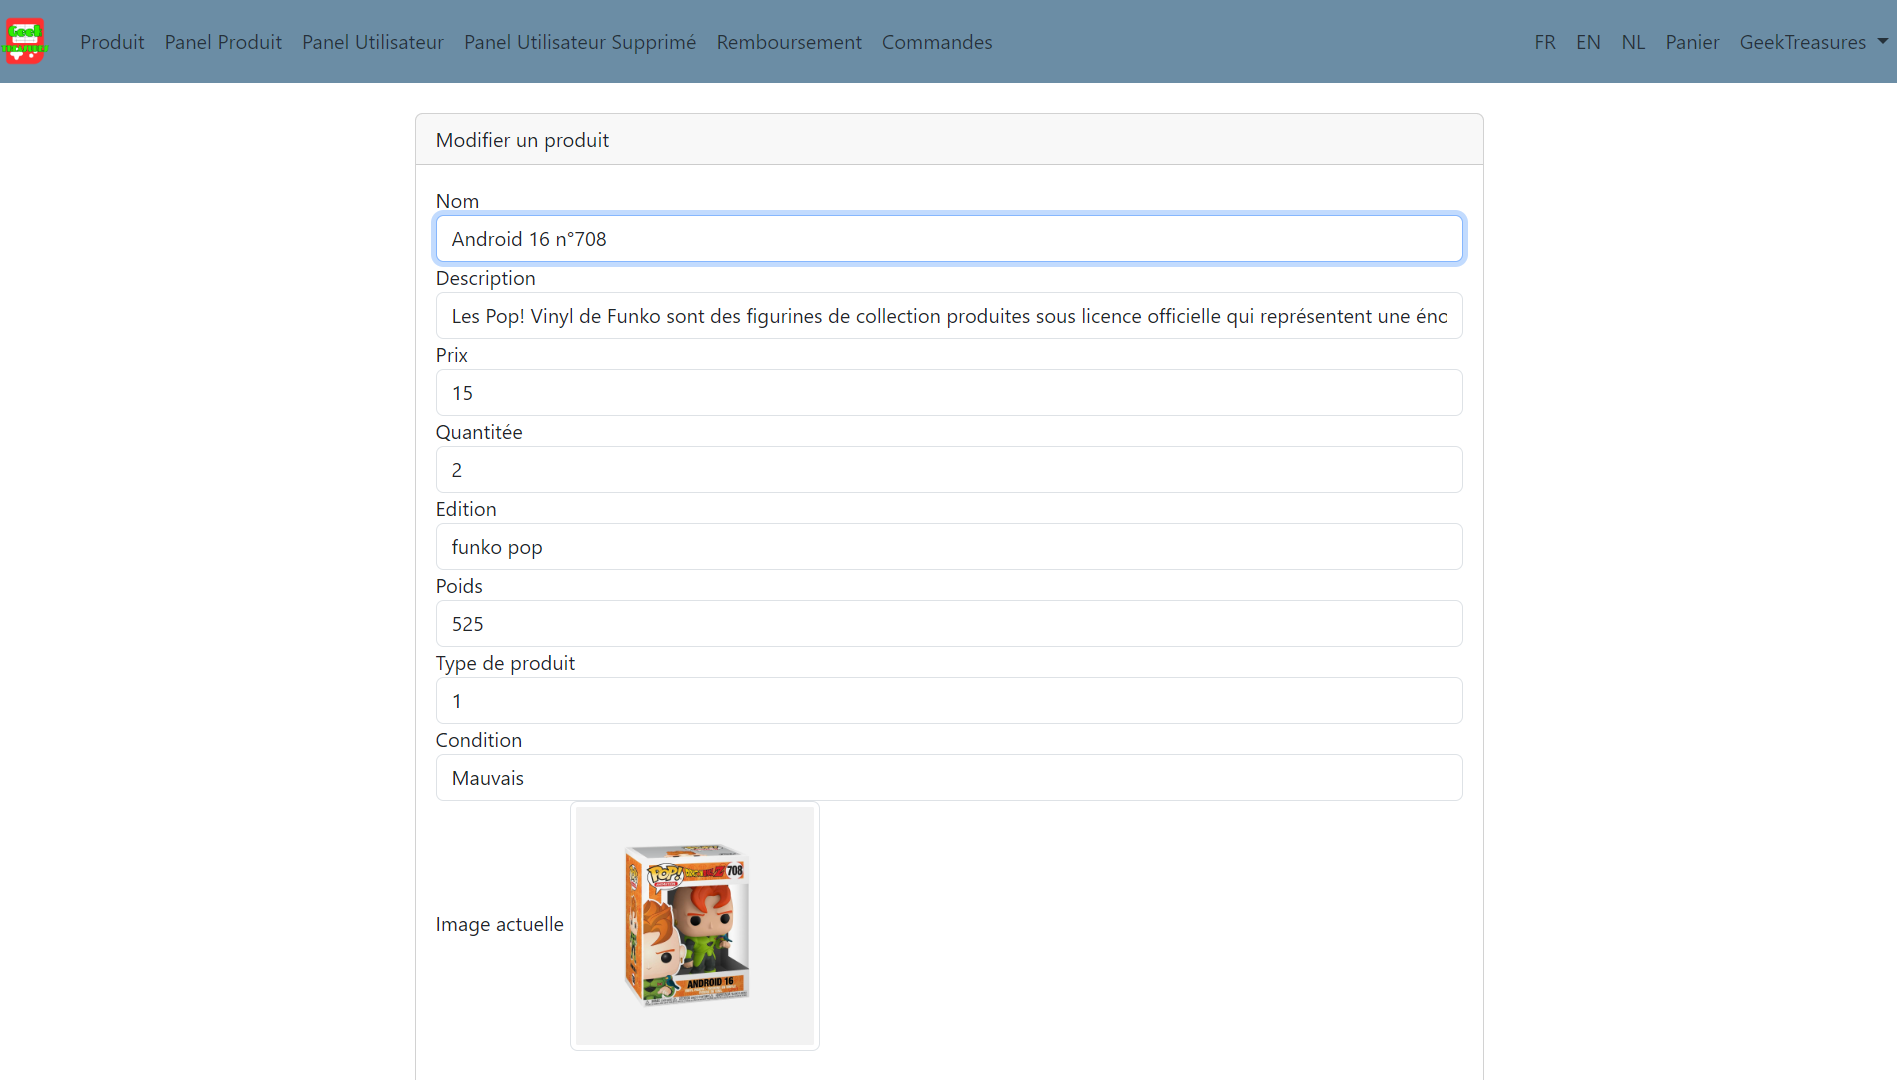 Geek
Produit Panel Produit Panel Utilisateur Panel Utilisateur Supprimé Remboursement Commandes FR EN NL Panier GeekTreasures
Modifier un produit
Nom
Android 16 n°708
Description
Les Pop! Vinyl de Funko sont des figurines de collection produites sous licence officielle qui représentent une éno
Prix
15
Quantitée
2
Edition
funko pop
Poids
525
Type de produit
1
Condition
Mauvais
Image actuelle
POP! 708
ANDROID 16